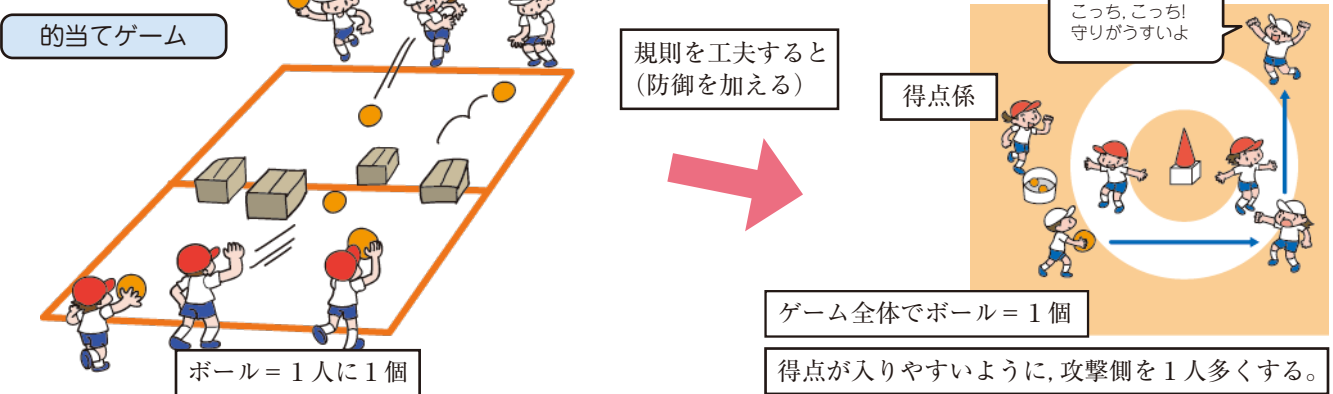 的当てゲーム
規則を工夫すると
（防御を加える）
こっち,こっち!
守りがうすいよ
得点係
ボール＝１人に１個
ゲーム全体でボール＝１個
得点が入りやすいように,攻撃側を１人多くする。